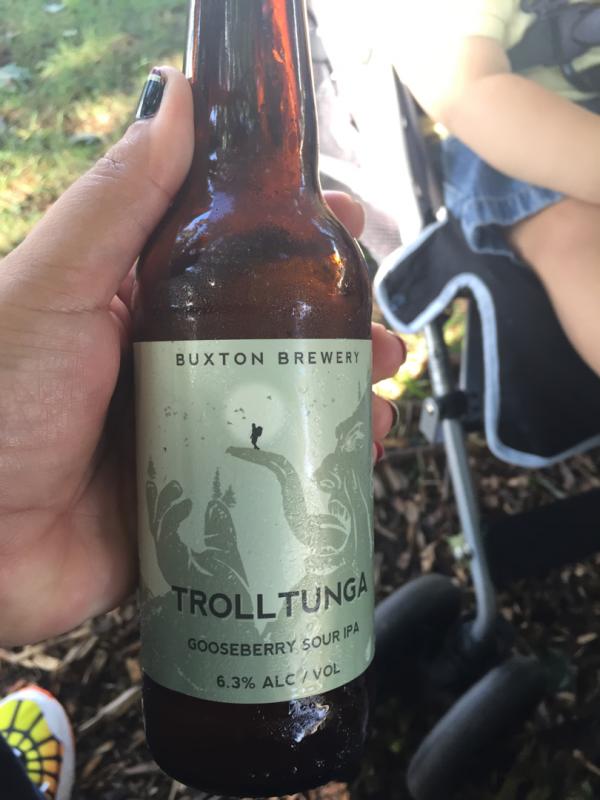 BUXTON BREWERY
TROLLTUNGA
GOOSEBERRY SOUR IPA
6.3% ALC / VOL